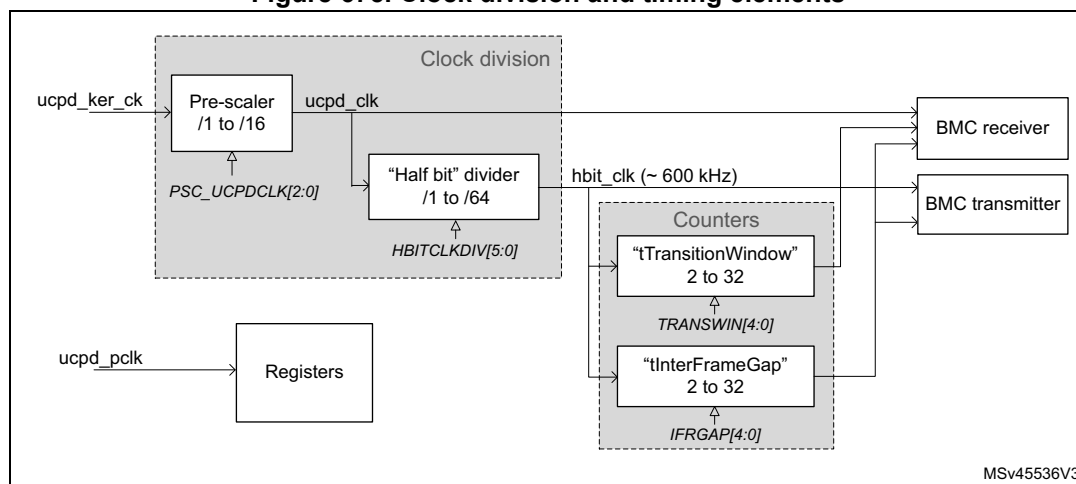 Figure Clock division and timing elements
Clock division
ucpd_ker_ck
Pre-scaler
/1 to /16
ucpd_clk
PSC_UCPDCLK[2:0]
"Half bit" divider
/1 to /64
HBITCLKDIV[5:0]
hbit_clk (~ 600 kHz)
BMC receiver
BMC transmitter
Counters
"tTransitionWindow"
2 to 32
TRANSWIN[4:0]
"tInterFrameGap"
2 to 32
IFRGAP[4:0]
ucpd_pclk
Registers
MSv45536V3